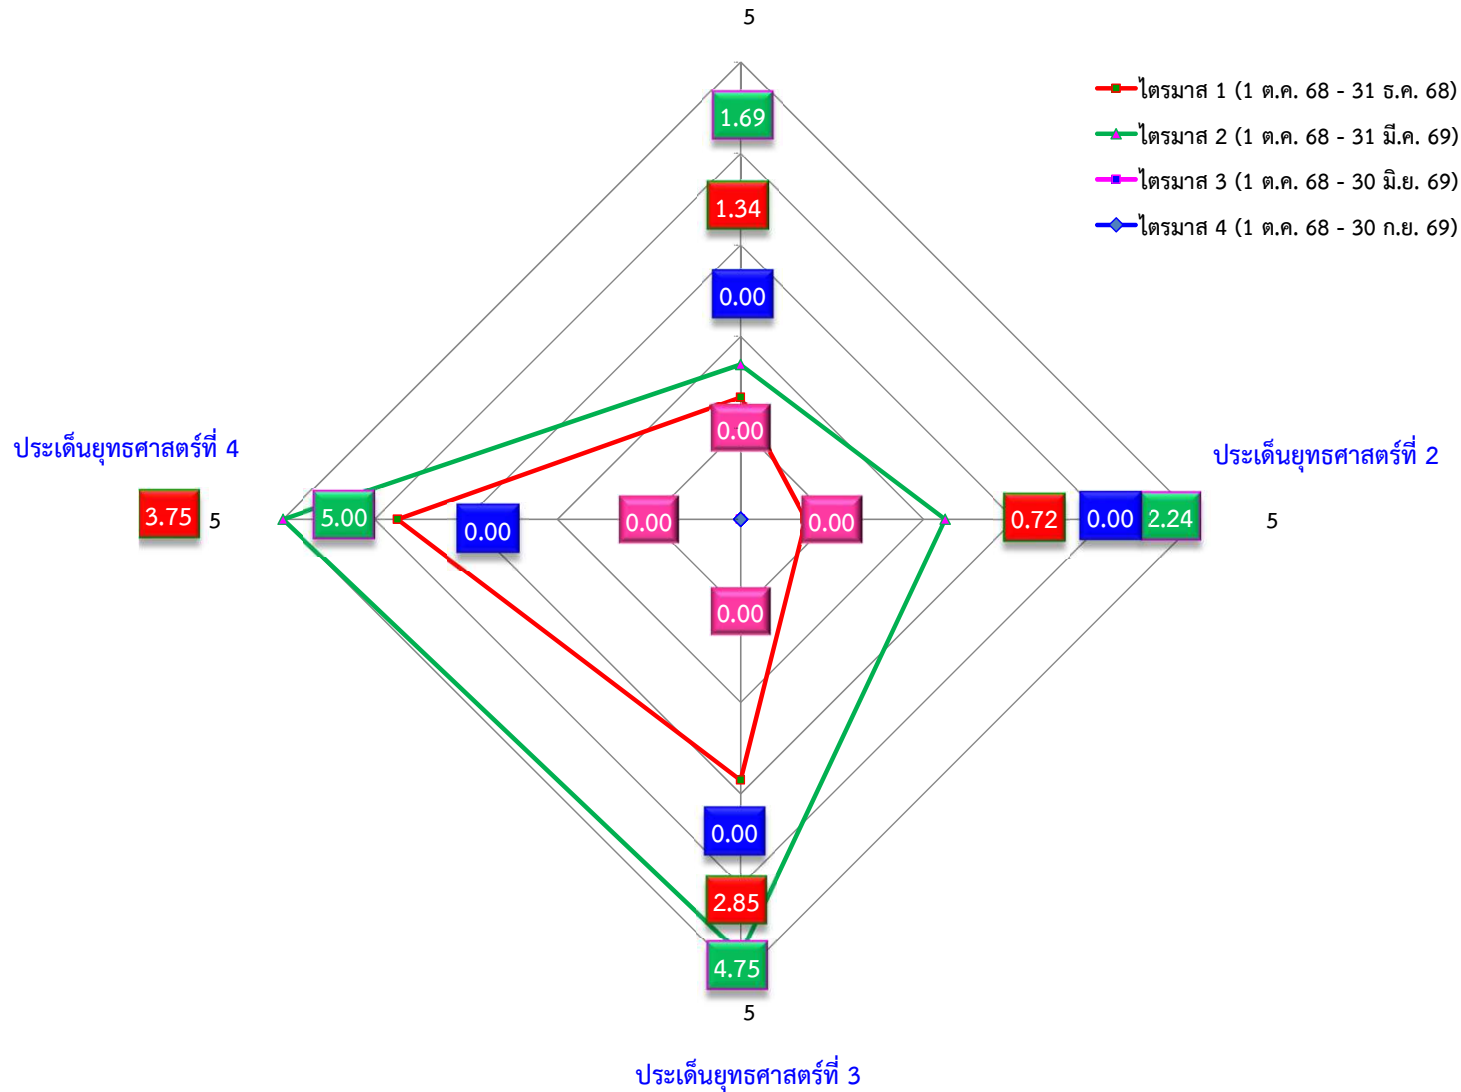 5
1.69
ไตรมาส 1 (1 ต.ค. 68 - 31 ธ.ค. 68)
ไตรมาส 2 (1 ต.ค. 68 - 31 มี.ค. 69)
ไตรมาส 3 (1 ต.ค. 68 - 30 มิ.ย. 69)
ไตรมาส 4 (1 ต.ค. 68 - 30 ก.ย. 69)
1.34
0.00
0.00
ประเด็นยุทธศาสตร์ที่ 4
ประเด็นยุทธศาสตร์ที่ 2
3.75 5 5.00 0.00 0.00 0.00 0.72 0.00 2.24 5
0.00
0.00
2.85
4.75
5
ประเด็นยุทธศาสตร์ที่ 3